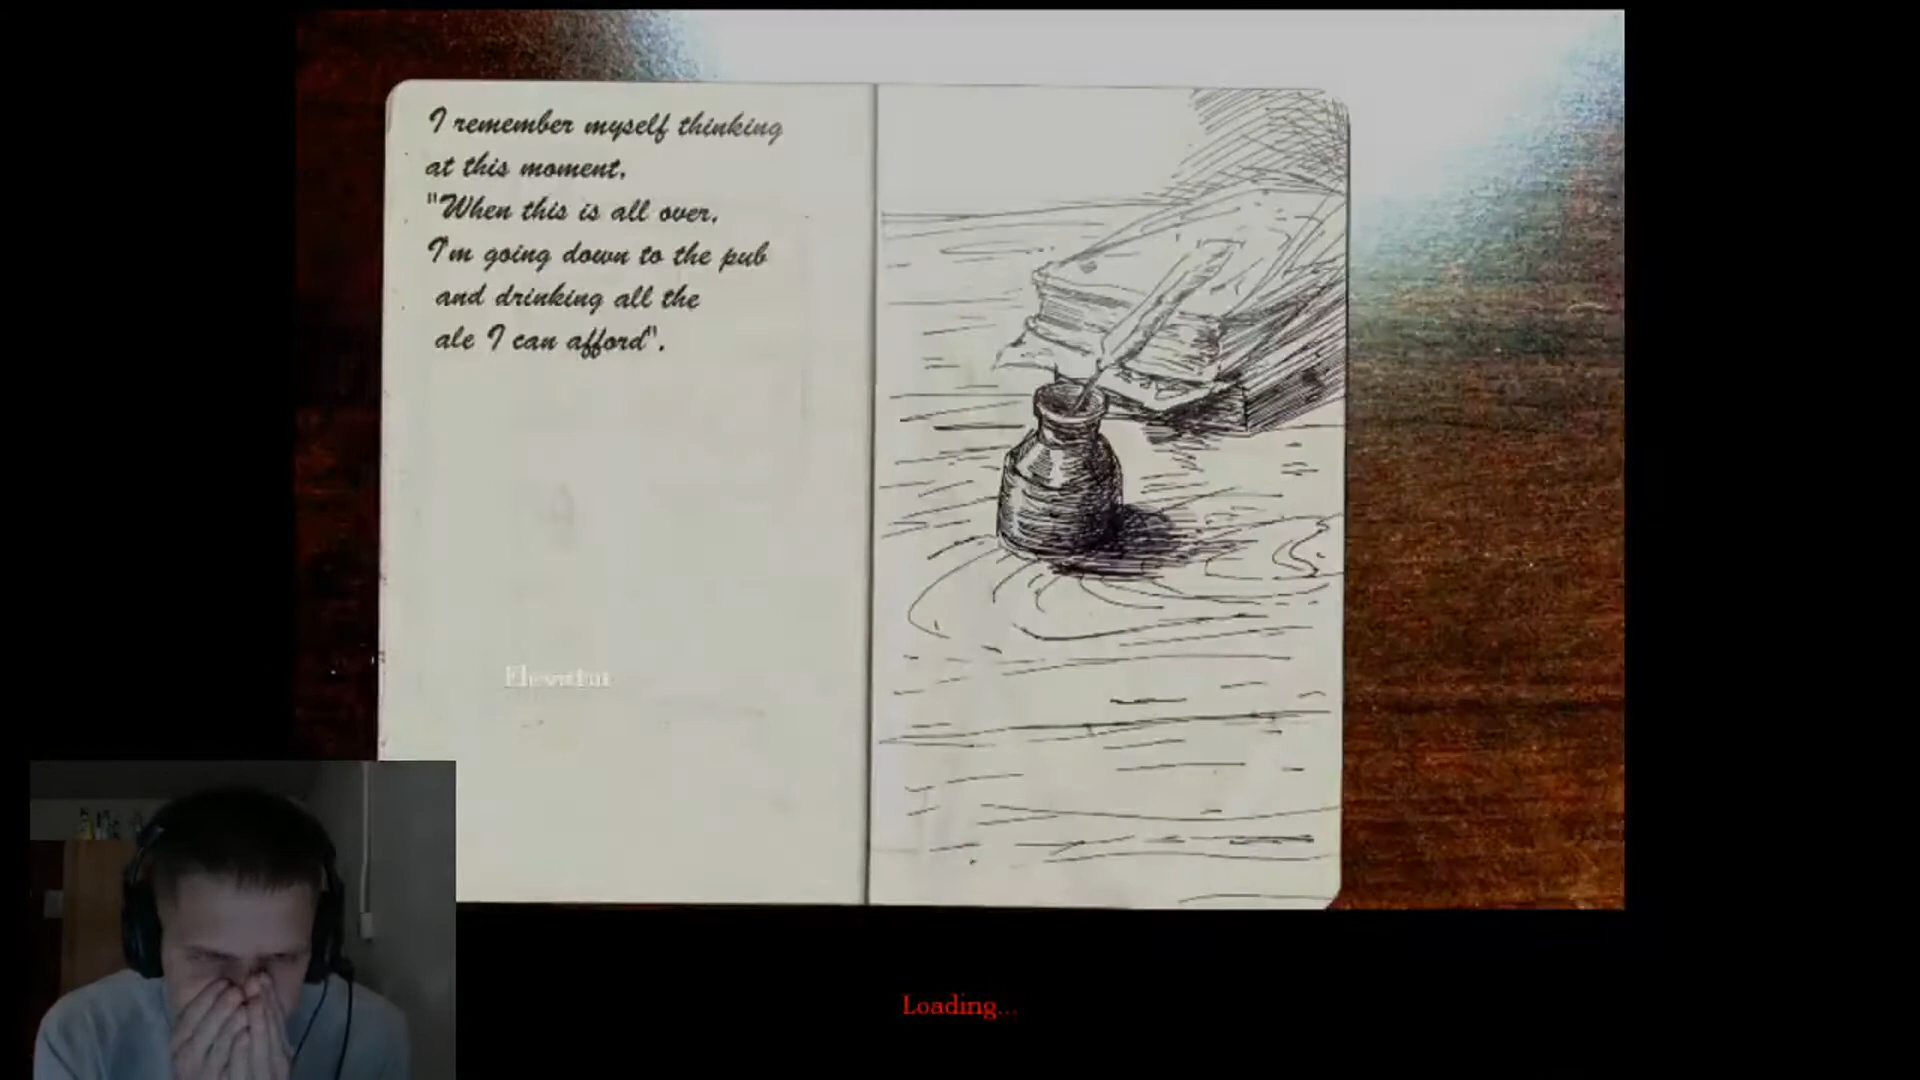 I remember myself thinking
at this moment,
"When this is all over,
I'm going down to the pub
and drinking all the
ale I can afford".
Elevator
Loading...